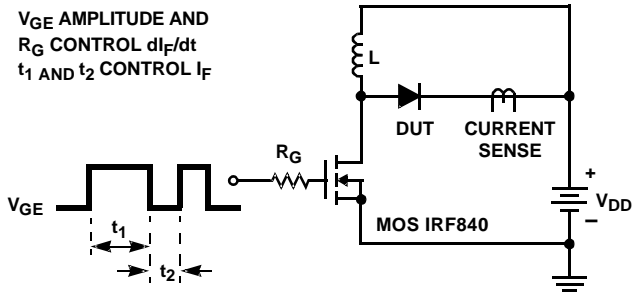 VGE AMPLITUDE AND
RG CONTROL dIF/dt
t1 AND t2 CONTROL IF
L
DUT
CURRENT
SENSE
RG
+
VDD
–
VGE
MOS IRF840
t1
t2